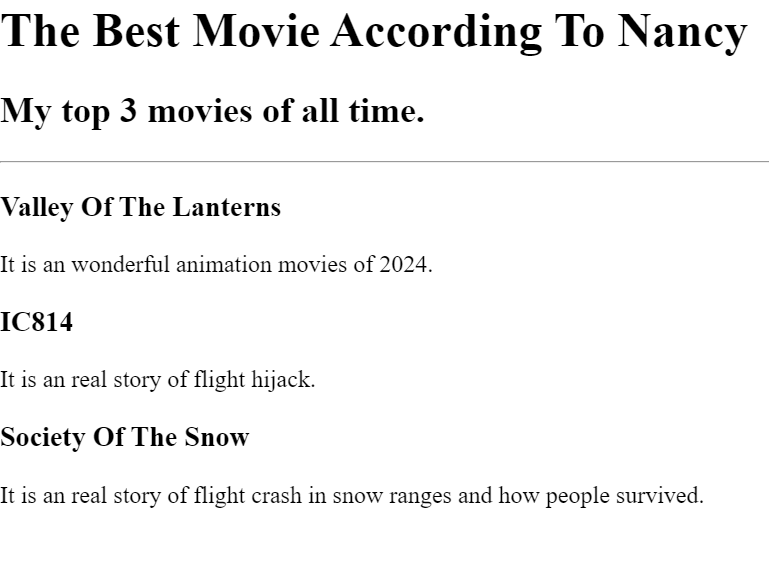 The Best Movie According To Nancy
My top 3 movies of all time.
Valley Of The Lanterns
It is an wonderful animation movies of 2024.
IC814
It is an real story of flight hijack.
Society Of The Snow
It is an real story of flight crash in snow ranges and how people survived.